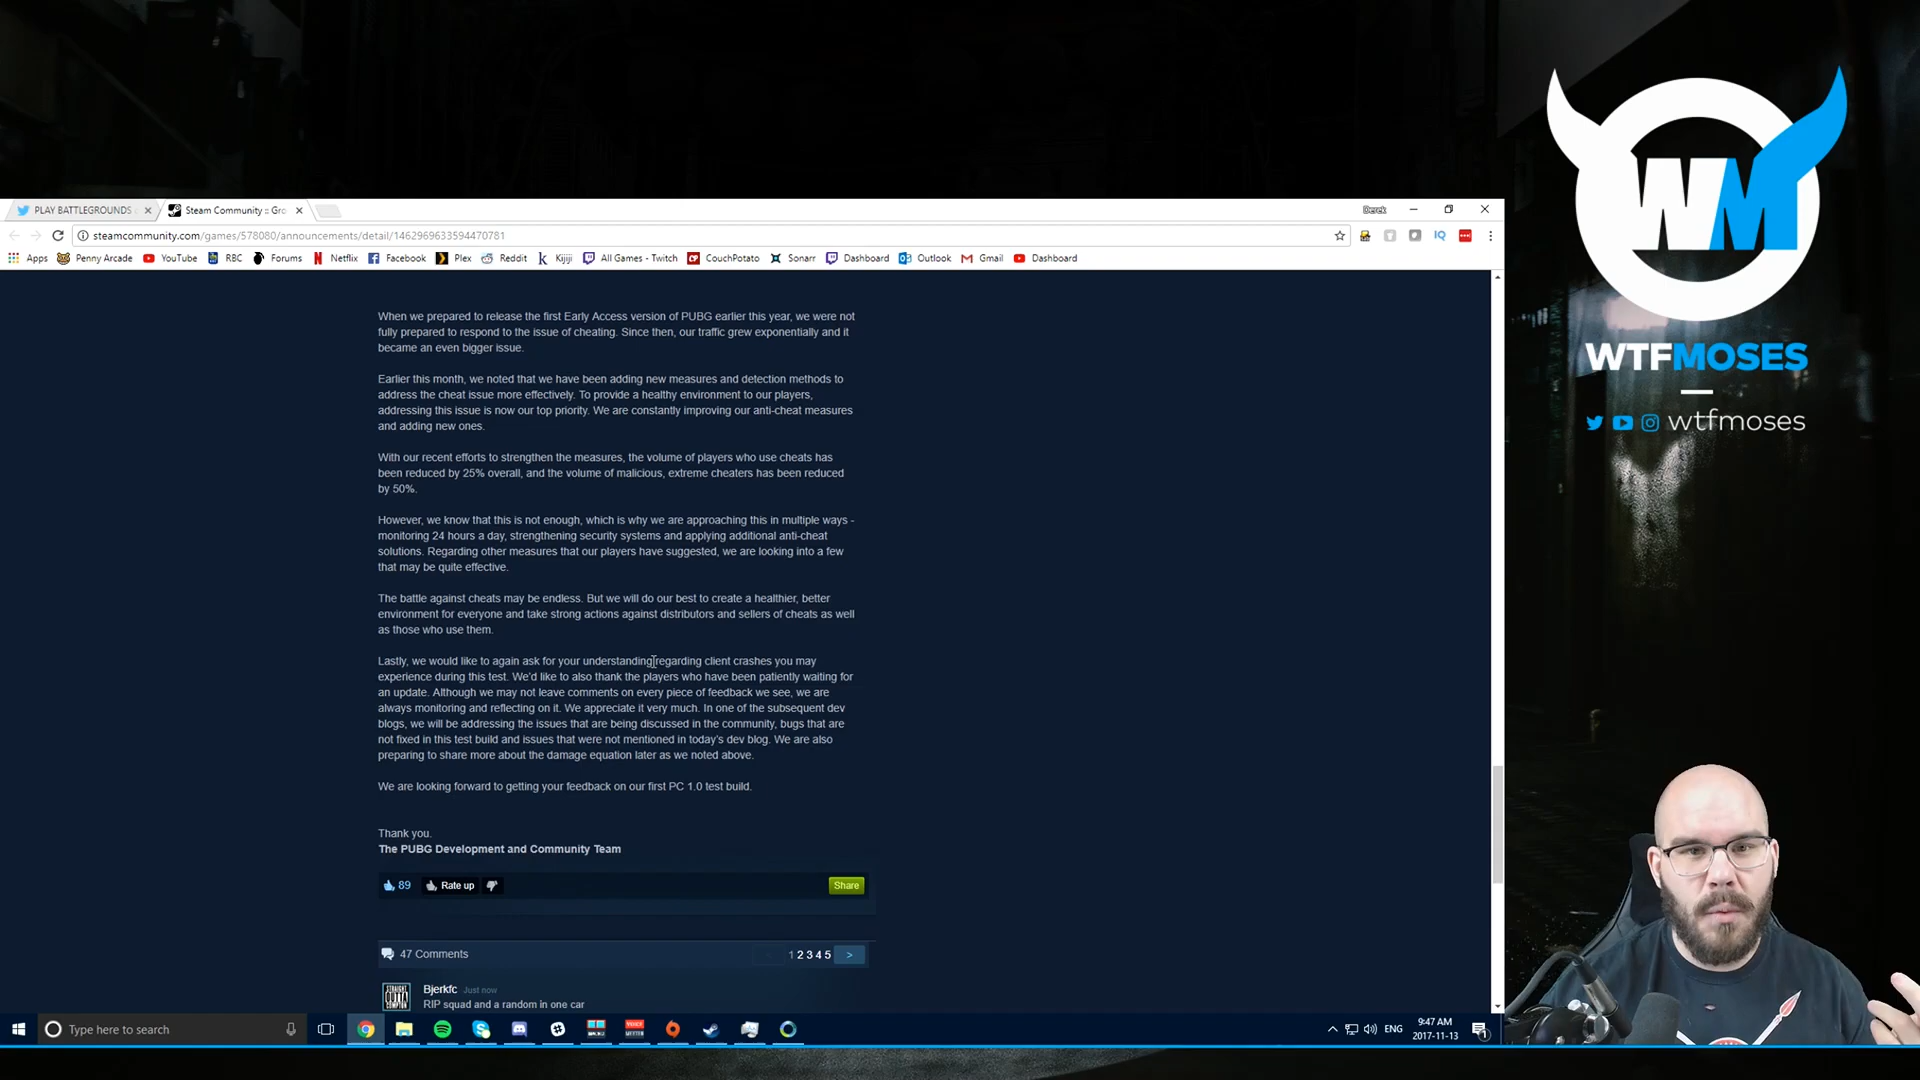 PLAY BATTLEGROUNDS
Steam Community :: Gro
Derek
steamcommunity.com/games/578080/announcements/detail/1462969633594470781
IQ
Apps Penny Arcade YouTube RBC Forums Netflix Facebook Plex Reddit Kijiji All Games - Twitch CouchPotato Sonarr Dashboard Outlook Gmail Dashboard
When we prepared to release the first Early Access version of PUBG earlier this year, we were not
fully prepared to respond to the issue of cheating. Since then, our traffic grew exponentially and it
became an even bigger issue.
Earlier this month, we noted that we have been adding new measures and detection methods to
address the cheat issue more effectively. To provide a healthy environment to our players,
addressing this issue is now our top priority. We are constantly improving our anti-cheat measures
and adding new ones.
With our recent efforts to strengthen the measures, the volume of players who use cheats has
been reduced by 25% overall, and the volume of malicious, extreme cheaters has been reduced
by 50%.
However, we know that this is not enough, which is why we are approaching this in multiple ways -
monitoring 24 hours a day, strengthening security systems and applying additional anti-cheat
solutions. Regarding other measures that our players have suggested, we are looking into a few
that may be quite effective.
The battle against cheats may be endless. But we will do our best to create a healthier, better
environment for everyone and take strong actions against distributors and sellers of cheats as well
as those who use them.
Lastly, we would like to again ask for your understanding regarding client crashes you may
experience during this test. We'd like to also thank the players who have been patiently waiting for
an update. Although we may not leave comments on every piece of feedback we see, we are
always monitoring and reflecting on it. We appreciate it very much. In one of the subsequent dev
blogs, we will be addressing the issues that are being discussed in the community, bugs that are
not fixed in this test build and issues that were not mentioned in today's dev blog. We are also
preparing to share more about the damage equation later as we noted above.
We are looking forward to getting your feedback on our first PC 1.0 test build.
Thank you.
The PUBG Development and Community Team
89 Rate up Share
47 Comments
1 2 3 4 5 >
Bjerkfc Just now
RIP squad and a random in one car
STRAIGHT
OUTTA
COMPTON
Type here to search
ENG
9:47 AM
2017-11-13
WM
WTFMOSES
wtfmoses